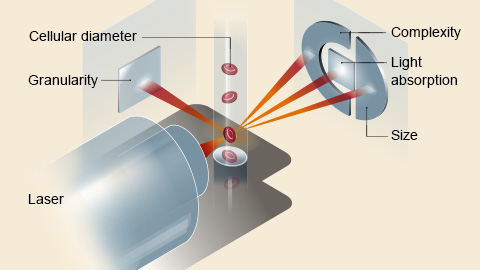 Cellular diameter
Complexity
Granularity
Light
absorption
Size
Laser